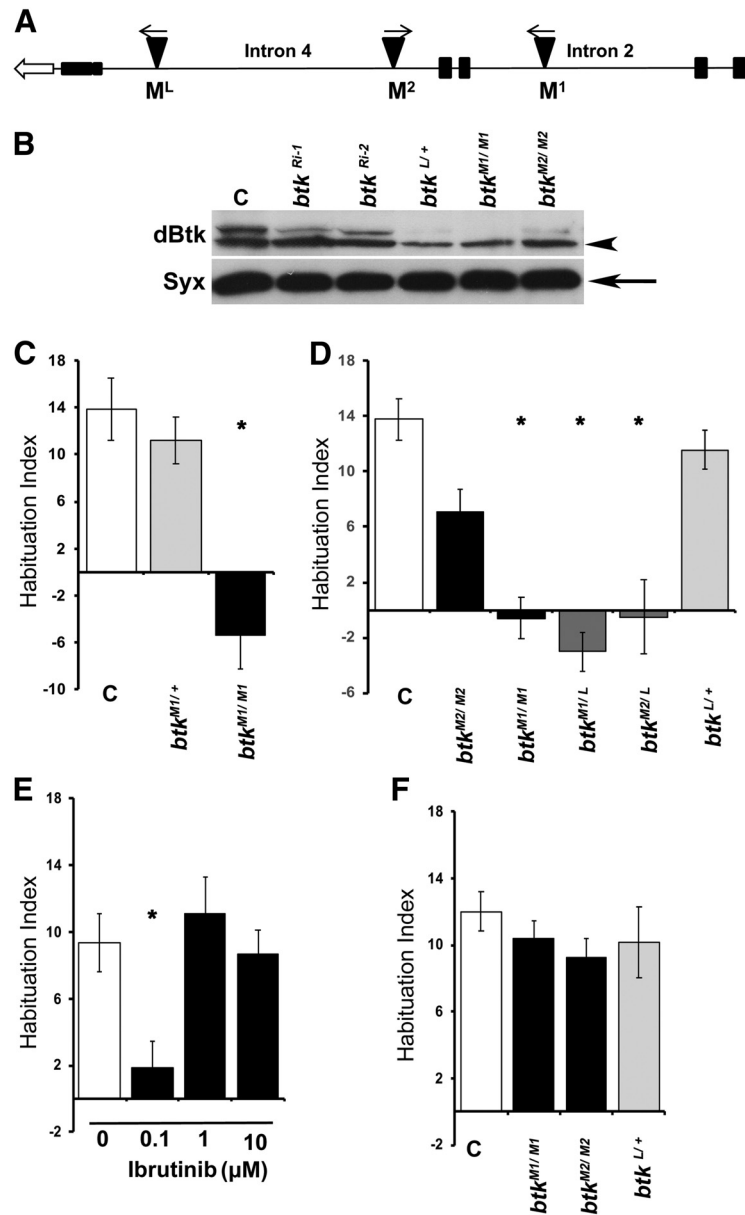 A
Intron 4
Intron 2
M^L
M^2
M^1
B
C
btk^Ri-1
btk^Ri-2
btk^L/+
btk^M1/M1
btk^M2/M2
dBtk
Syx
C
Habituation Index
18
14
10
6
2
-2
-6
-10
C
btk^M1/+
btk^M1/M1
*
D
Habituation Index
18
14
10
6
2
-2
-6
C
btk^M2/M2
btk^M1/M1
btk^M1/L
btk^M2/L
btk^L/+
* * *
E
Habituation Index
18
14
10
6
2
-2
*
0 0.1 1 10
Ibrutinib (µM)
F
Habituation Index
18
14
10
6
2
-2
C
btk^M1/M1
btk^M2/M2
btk^L/+